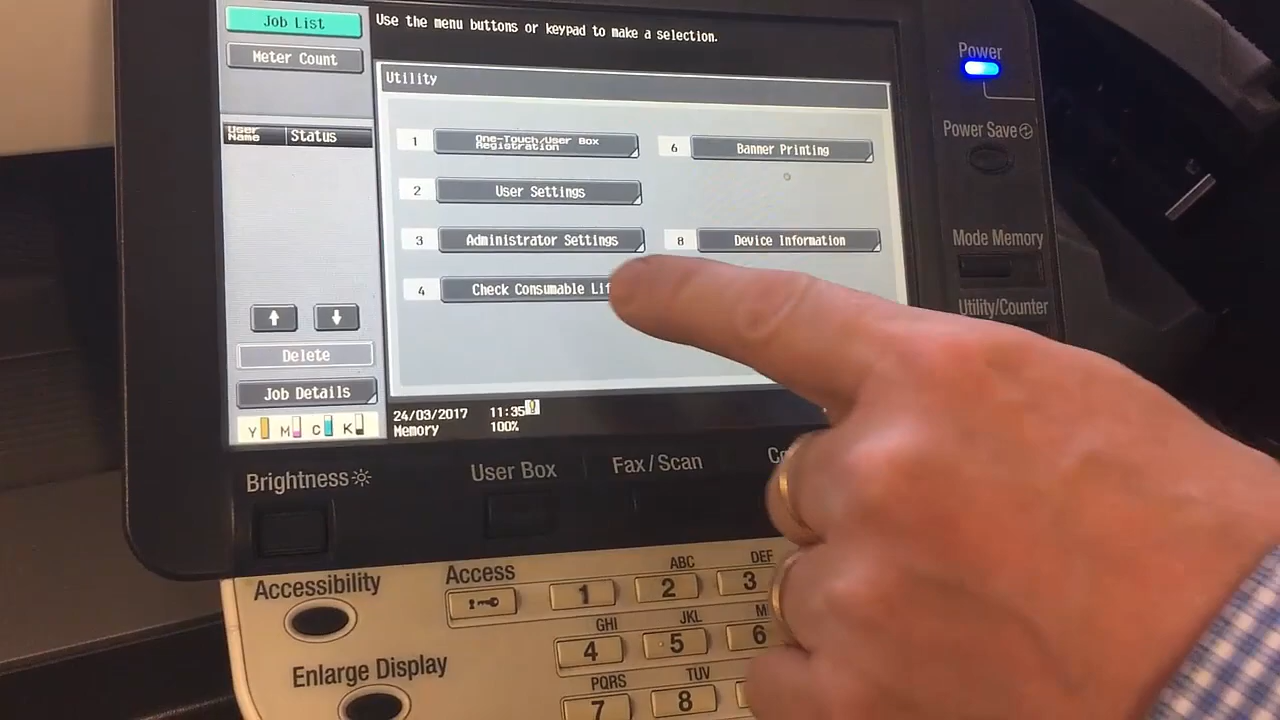 Job List
Use the menu buttons or keypad to make a selection.
Meter Count
Utility
User Name
Status
1 One-Touch/User Box Registration
6 Banner Printing
2 User Settings
3 Administrator Settings
8 Device Information
4 Check Consumable
Delete
Job Details
Y M C K
24/03/2017 11:35
Memory 100%
Power
Power Save
Mode Memory
Utility/Counter
Brightness
User Box
Fax/Scan
Accessibility
Access
Enlarge Display
1
ABC
2
DEF
3
GHI
4
JKL
5
6
PQRS
7
TUV
8